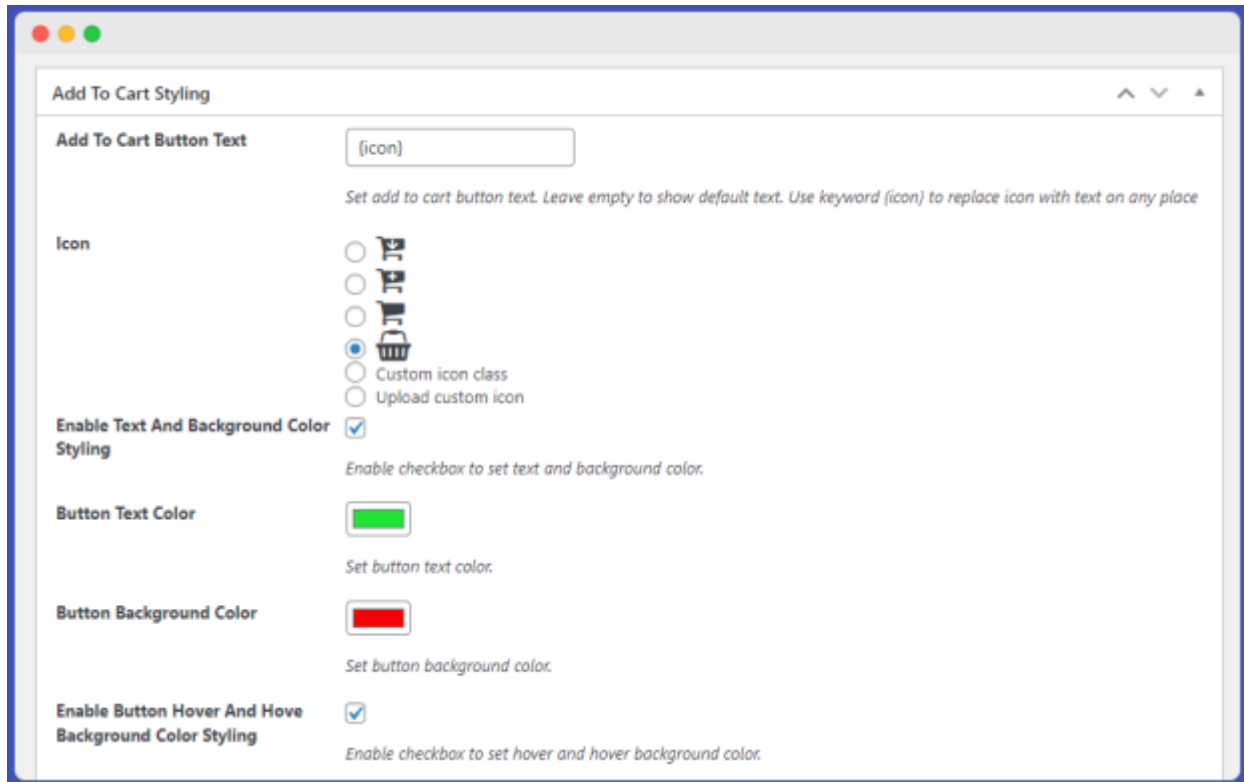 Add To Cart Styling
Add To Cart Button Text
{icon}
Set add to cart button text. Leave empty to show default text. Use keyword {icon} to replace icon with text on any place
Icon
Custom icon class
Upload custom icon
Enable Text And Background Color
Styling
Enable checkbox to set text and background color.
Button Text Color
Set button text color.
Button Background Color
Set button background color.
Enable Button Hover And Hove
Background Color Styling
Enable checkbox to set hover and hover background color.